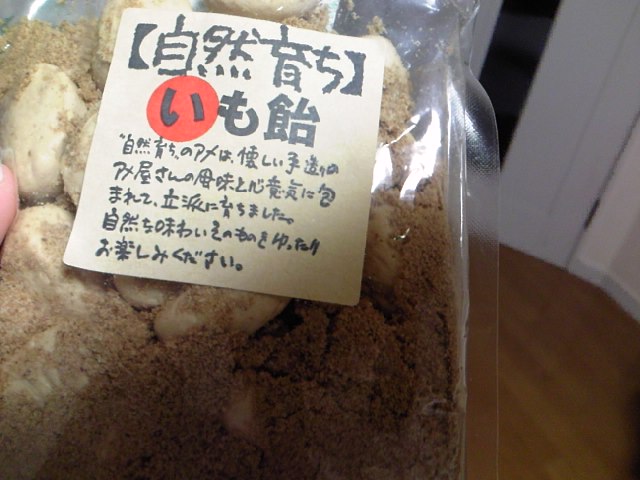 【自然育ち】
いも飴
"自然育ち"のアメは、懐しい手造りの
アメ屋さんの風味と心意気に包
まれて、立派に育ちました。
自然な味わいそのものをゆったり
お楽しみください。